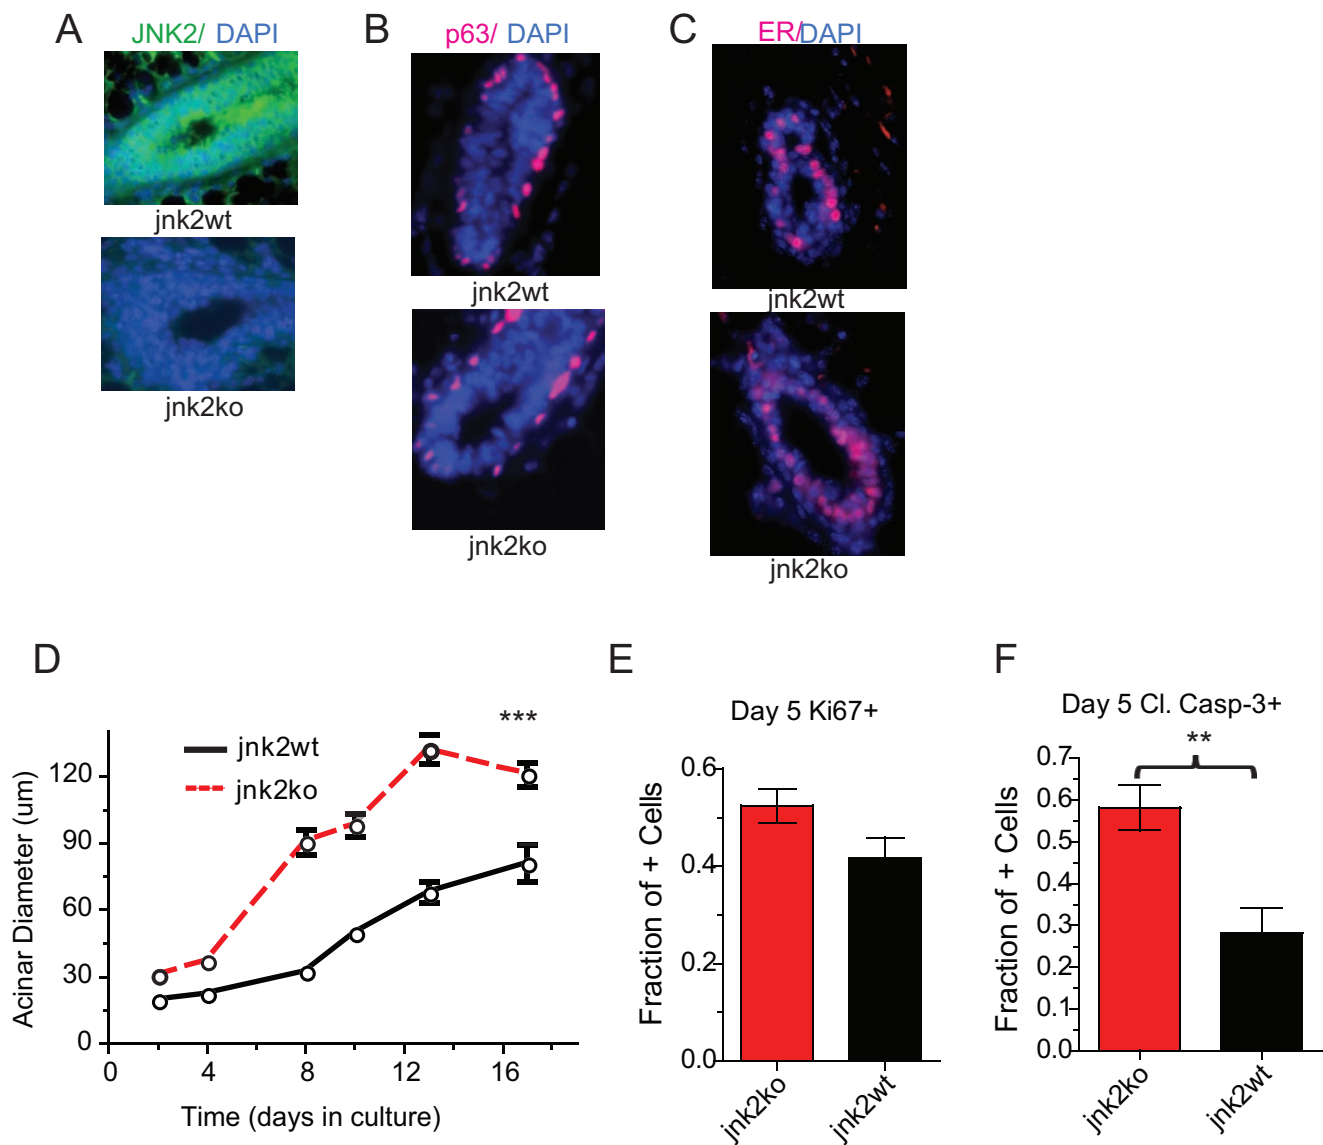 A
JNK2/ DAPI
jnk2wt
jnk2ko
B
p63/ DAPI
jnk2wt
jnk2ko
C
ER/DAPI
jnk2wt
jnk2ko
D
***
jnk2wt
jnk2ko
Acinar Diameter (um)
120
90
60
30
0
0 4 8 12 16
Time (days in culture)
E
Day 5 Ki67+
Fraction of + Cells
0.6
0.4
0.2
0.0
jnk2ko jnk2wt
F
Day 5 Cl. Casp-3+
**
Fraction of + Cells
0.7
0.6
0.5
0.4
0.3
0.2
0.1
0.0
jnk2ko jnk2wt